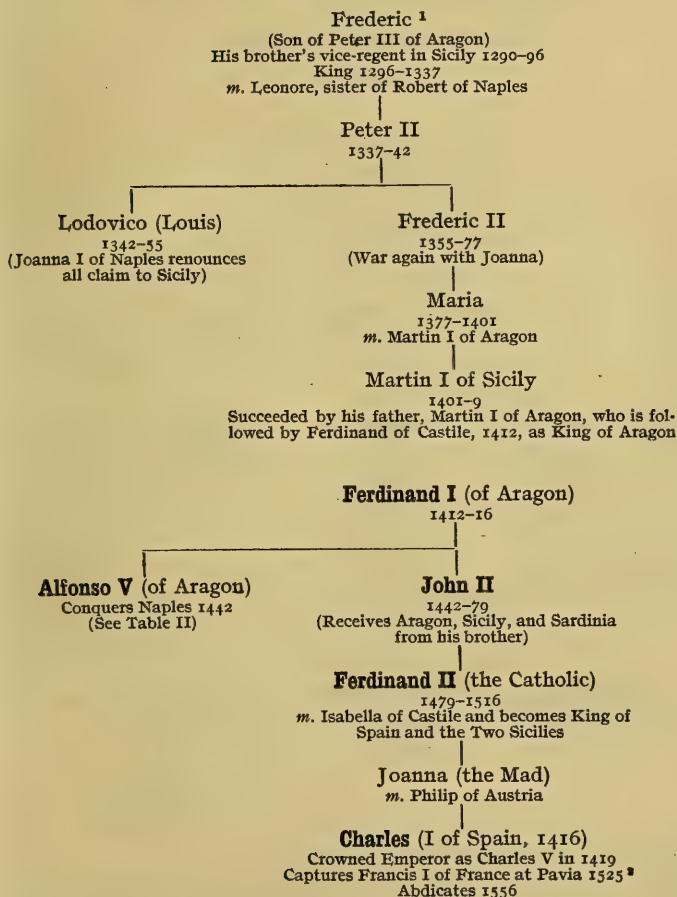 Frederic ¹
(Son of Peter III of Aragon)
His brother's vice-regent in Sicily 1290–96
King 1296–1337
m. Leonore, sister of Robert of Naples
Peter II
1337–42
Lodovico (Louis)
1342–55
(Joanna I of Naples renounces
all claim to Sicily)
Frederic II
1355–77
(War again with Joanna)
Maria
1377–1401
m. Martin I of Aragon
Martin I of Sicily
1401–9
Succeeded by his father, Martin I of Aragon, who is fol-
lowed by Ferdinand of Castile, 1412, as King of Aragon
Ferdinand I (of Aragon)
1412–16
Alfonso V (of Aragon)
Conquers Naples 1442
(See Table II)
John II
1442–79
(Receives Aragon, Sicily, and Sardinia
from his brother)
Ferdinand II (the Catholic)
1479–1516
m. Isabella of Castile and becomes King of
Spain and the Two Sicilies
Joanna (the Mad)
m. Philip of Austria
Charles (I of Spain, 1416)
Crowned Emperor as Charles V in 1419
Captures Francis I of France at Pavia 1525 ²
Abdicates 1556